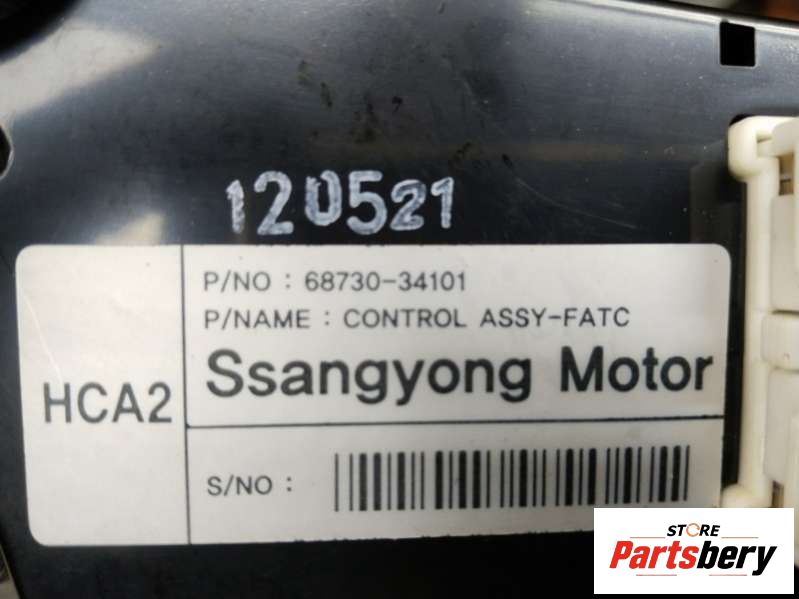 120521
P/NO : 68730-34101
P/NAME : CONTROL ASSY-FATC
HCA2
Ssangyong Motor
S/NO :
STORE
Partsbery